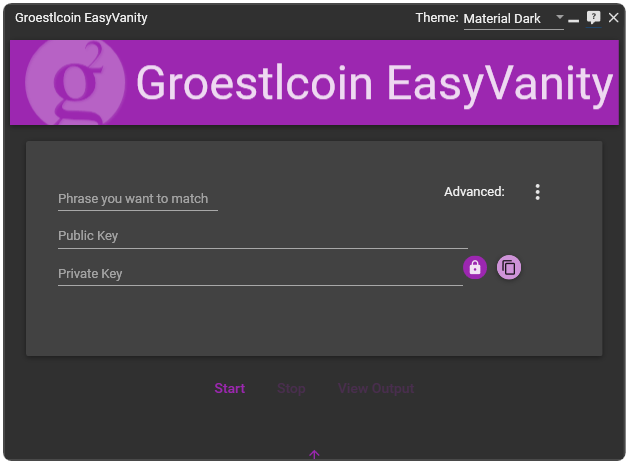 Groestlcoin EasyVanity
Theme: Material Dark
g2 Groestlcoin EasyVanity
Phrase you want to match
Advanced:
Public Key
Private Key
Start Stop View Output